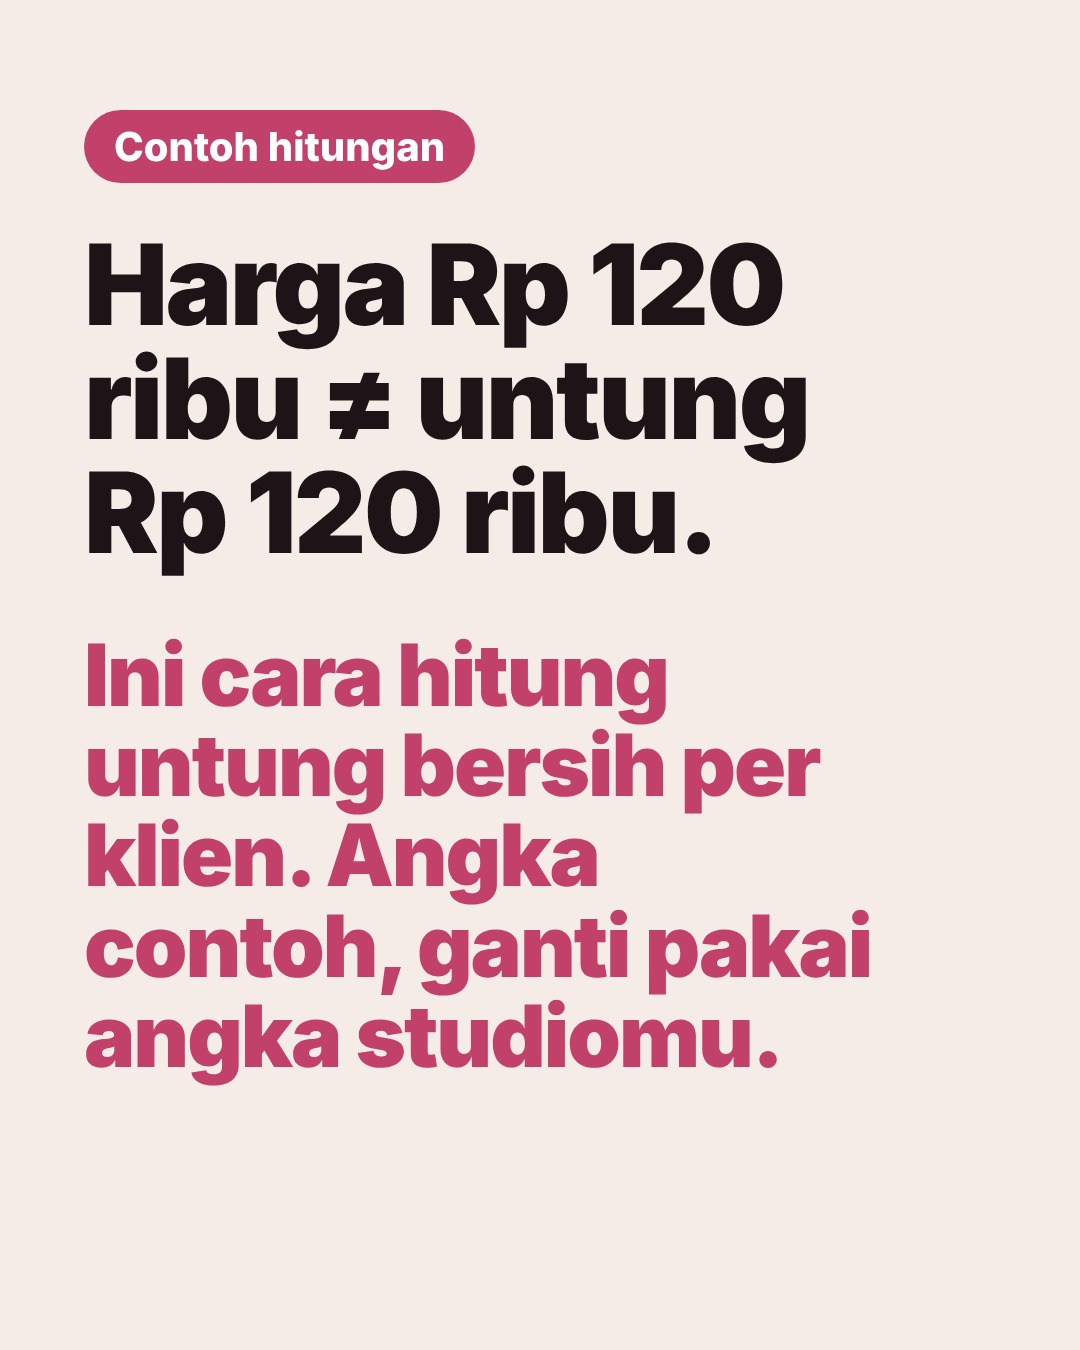 Contoh hitungan
Harga Rp 120
ribu ≠ untung
Rp 120 ribu.
Ini cara hitung
untung bersih per
klien. Angka
contoh, ganti pakai
angka studiomu.